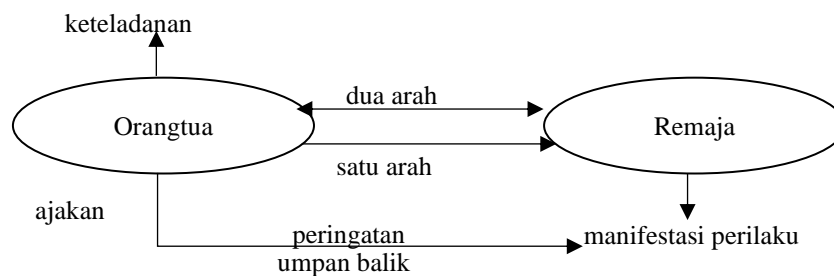 keteladanan
dua arah
Orangtua
Remaja
satu arah
ajakan
peringatan
manifestasi perilaku
umpan balik